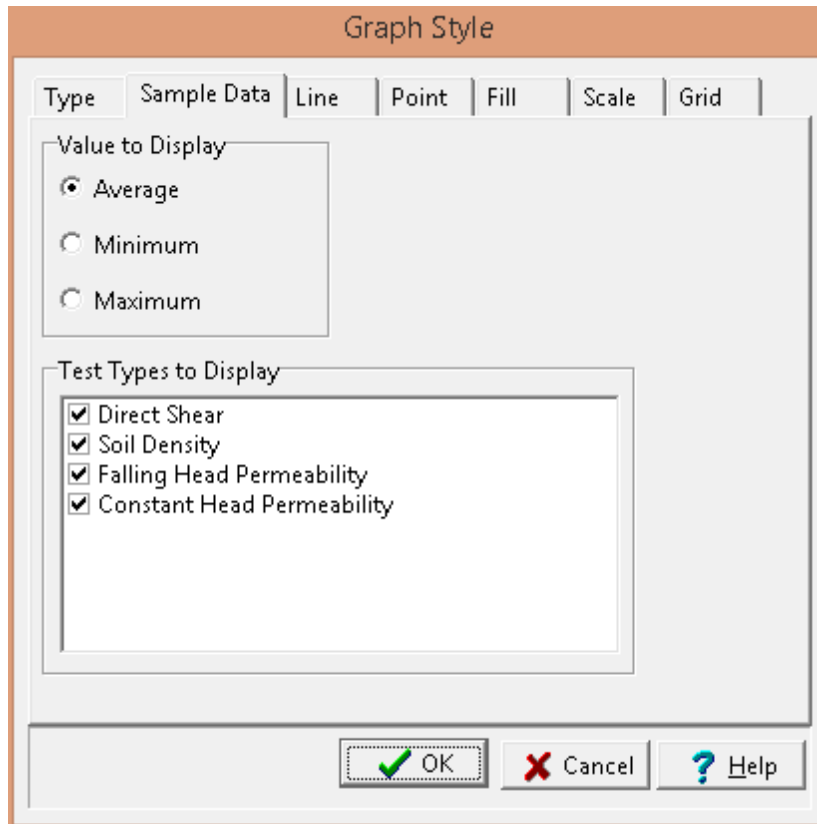 Graph Style
Type Sample Data Line Point Fill Scale Grid
Value to Display
Average
Minimum
Maximum
Test Types to Display
Direct Shear
Soil Density
Falling Head Permeability
Constant Head Permeability
OK Cancel Help